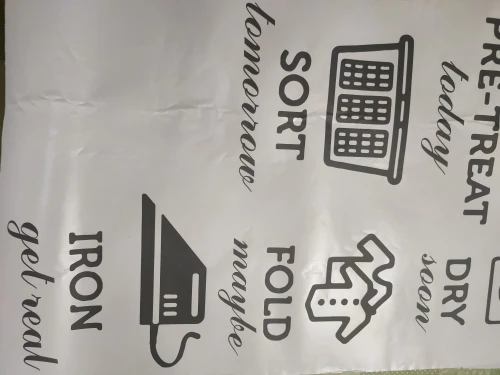 PRE-TREAT
today
DRY
soon
SORT
tomorrow
FOLD
maybe
IRON
get real